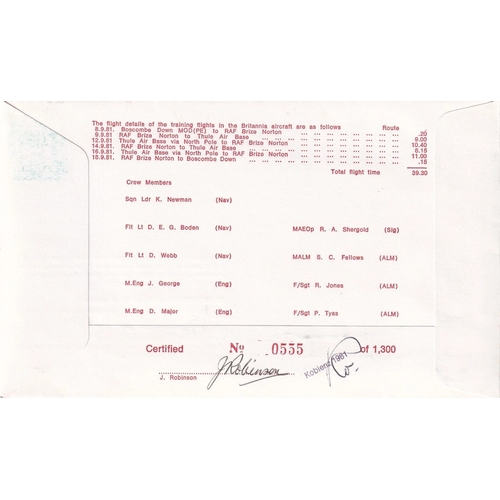 The flight details of the training flights in the Britannia aircraft are as follows Route
8.9.81. Boscombe Down MOD(PE) to RAF Brize Norton ... ... ... ... ... ... .20
9.9.81 RAF Brize Norton to Thule Air Base ... ... ... ... ... ... ... 9.00
12.9.81 Thule Air Base via North Pole to RAF Brize Norton ... ... ... ... ... 10.40
14.9.81. RAF Brize Norton to Thule Air Base ... ... ... ... ... ... ... 8.15
16.9.81. Thule Air Base via North Pole to RAF Brize Norton ... ... ... ... ... 11.00
18.9.81. RAF Brize Norton to Boscombe Down ... ... ... ... ... ... ... .15
Total flight time 39.30
Crew Members
Sqn Ldr K. Newman (Nav)
Flt Lt D. E. G. Boden (Nav) MAEOp R. A. Shergold (Sig)
Flt Lt D. Webb (Nav) MALM S. C. Fellows (ALM)
M.Eng J. George (Eng) F/Sgt R. Jones (ALM)
M.Eng D. Major (Eng) F/Sgt P. Tyas (ALM)
Certified No 0555 of 1,300
J. Robinson
J Robinson
Koblenz 1981